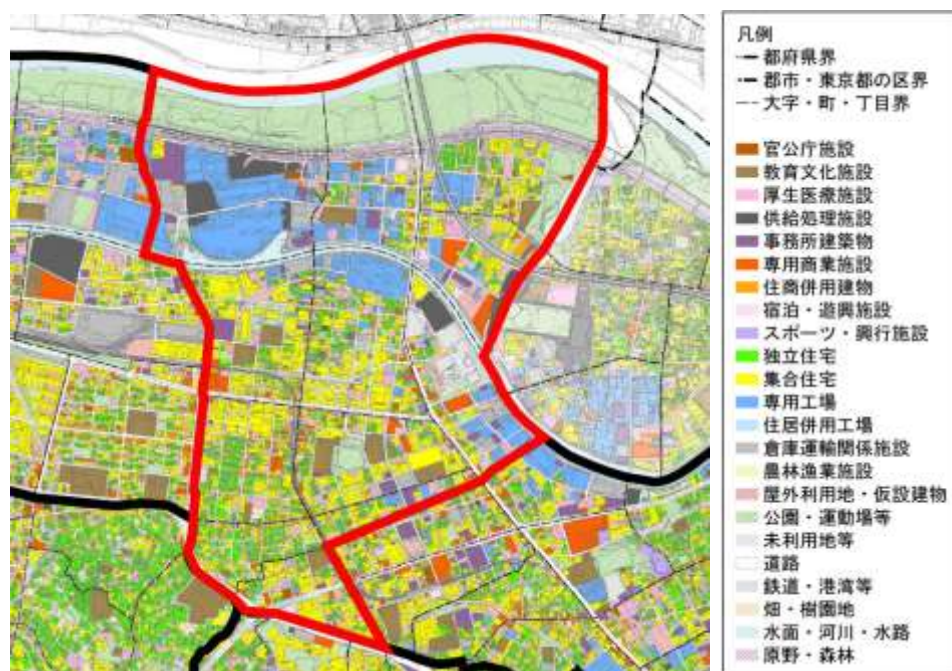 凡例
都府県界
郡市・東京都の区界
大字・町・丁目界
官公庁施設
教育文化施設
厚生医療施設
供給処理施設
事務所建築物
専用商業施設
住商併用建物
宿泊・遊興施設
スポーツ・興行施設
独立住宅
集合住宅
専用工場
住居併用工場
倉庫運輸関係施設
農林漁業施設
屋外利用地・仮設建物
公園・運動場等
未利用地等
道路
鉄道・港湾等
畑・樹園地
水面・河川・水路
原野・森林